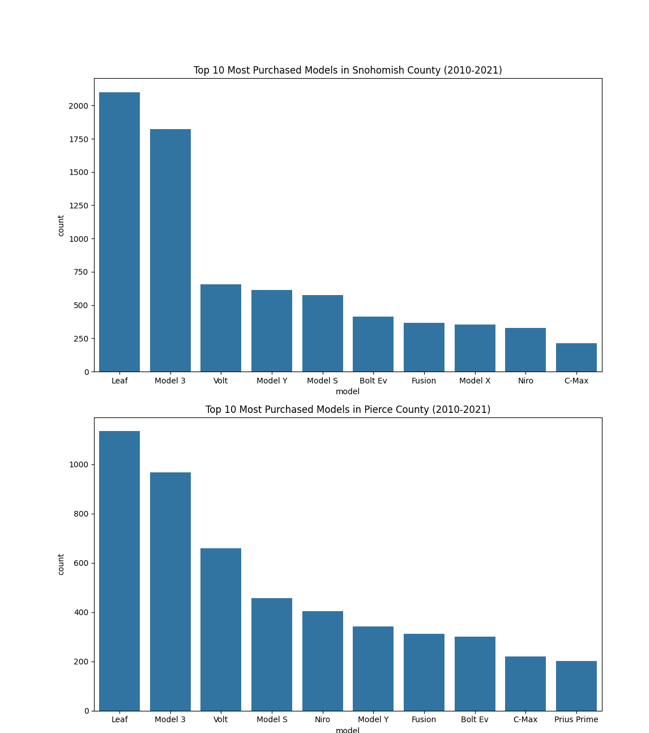 Top 10 Most Purchased Models in Snohomish County (2010-2021)
2000
1750
1500
1250
1000
750
500
250
0
count
Leaf Model 3 Volt Model Y Model S Bolt Ev Fusion Model X Niro C-Max
model
Top 10 Most Purchased Models in Pierce County (2010-2021)
1000
800
600
400
200
0
count
Leaf Model 3 Volt Model S Niro Model Y Fusion Bolt Ev C-Max Prius Prime
model